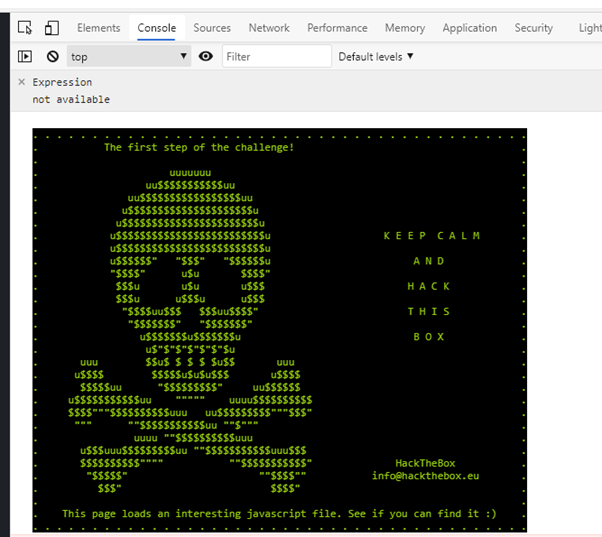 Elements Console Sources Network Performance Memory Application Security Light
top Filter Default levels
Expression
not available
The first step of the challenge!
uuuuuuu
uu$$$$$$$$$$$uu
uu$$$$$$$$$$$$$$$$$uu
u$$$$$$$$$$$$$$$$$$$$$u
u$$$$$$$$$$$$$$$$$$$$$$$u
u$$$$$$$$$$$$$$$$$$$$$$$$$u K E E P C A L M
u$$$$$$$$$$$$$$$$$$$$$$$$$u
u$$$$$$" "$$$" "$$$$$$u A N D
"$$$$" u$u $$$$"
$$$u u$u u$$$ H A C K
$$$u u$$$u u$$$
"$$$$uu$$$ $$$uu$$$$" T H I S
"$$$$$$$" "$$$$$$$"
u$$$$$$$u$$$$$$$u B O X
u$"$"$"$"$"$"$u
uuu $$u$ $ $ $ $u$$ uuu
u$$$$ $$$$$u$u$u$$$ u$$$$
$$$$$uu "$$$$$$$$$" uu$$$$$$
u$$$$$$$$$$$uu """"" uuuu$$$$$$$$$$
$$$$"""$$$$$$$$$$uuu uu$$$$$$$$$"""$$$"
""" ""$$$$$$$$$$$uu ""$"""
uuuu ""$$$$$$$$$$uuu
u$$$uuu$$$$$$$$$uu ""$$$$$$$$$$$uuu$$$
$$$$$$$$$$"""" ""$$$$$$$$$$$" HackTheBox
"$$$$$" ""$$$$"" info@hackthebox.eu
$$$" $$$$"
This page loads an interesting javascript file. See if you can find it :)